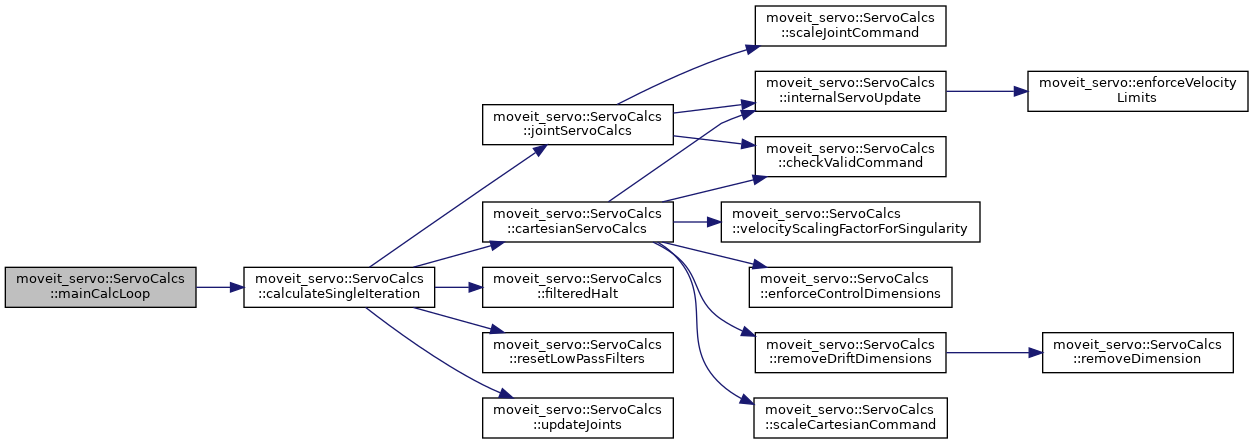 moveit_servo::ServoCalcs
::mainCalcLoop
moveit_servo::ServoCalcs
::calculateSingleIteration
moveit_servo::ServoCalcs
::jointServoCalcs
moveit_servo::ServoCalcs
::cartesianServoCalcs
moveit_servo::ServoCalcs
::filteredHalt
moveit_servo::ServoCalcs
::resetLowPassFilters
moveit_servo::ServoCalcs
::updateJoints
moveit_servo::ServoCalcs
::scaleJointCommand
moveit_servo::ServoCalcs
::internalServoUpdate
moveit_servo::ServoCalcs
::checkValidCommand
moveit_servo::ServoCalcs
::velocityScalingFactorForSingularity
moveit_servo::ServoCalcs
::enforceControlDimensions
moveit_servo::ServoCalcs
::removeDriftDimensions
moveit_servo::ServoCalcs
::scaleCartesianCommand
moveit_servo::enforceVelocity
Limits
moveit_servo::ServoCalcs
::removeDimension